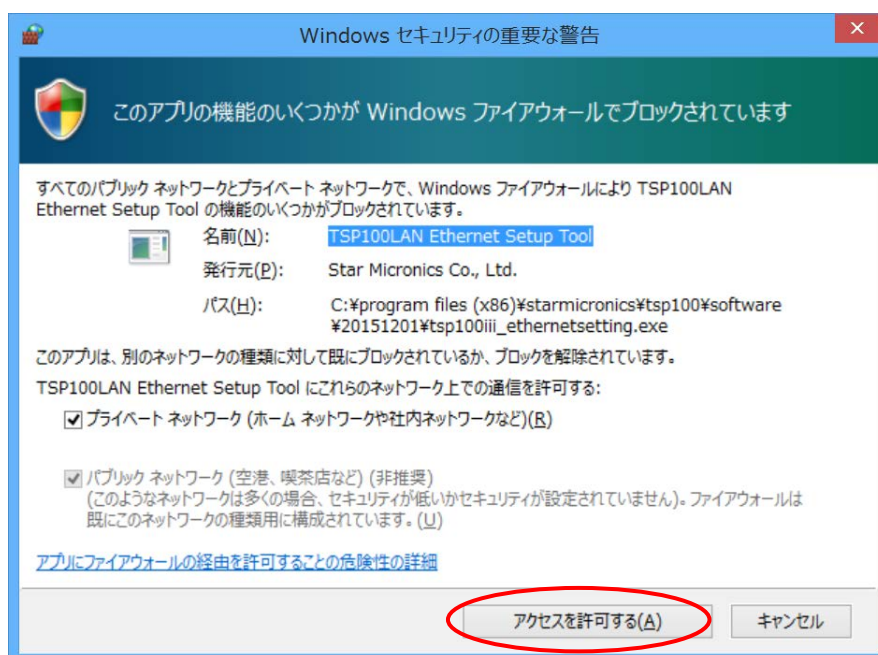 Windows セキュリティの重要な警告
このアプリの機能のいくつかが Windows ファイアウォールでブロックされています
すべてのパブリック ネットワークとプライベート ネットワークで、Windows ファイアウォールにより TSP100LAN
Ethernet Setup Tool の機能のいくつかがブロックされています。
名前(N): TSP100LAN Ethernet Setup Tool
発行元(P): Star Micronics Co., Ltd.
パス(H): C:¥program files (x86)¥starmicronics¥tsp100¥software
¥20151201¥tsp100iii_ethernetsetting.exe
このアプリは、別のネットワークの種類に対して既にブロックされているか、ブロックを解除されています。
TSP100LAN Ethernet Setup Tool にこれらのネットワーク上での通信を許可する:
プライベート ネットワーク (ホーム ネットワークや社内ネットワークなど)(R)
パブリック ネットワーク (空港、喫茶店など) (非推奨)
(このようなネットワークは多くの場合、セキュリティが低いかセキュリティが設定されていません)。ファイアウォールは
既にこのネットワークの種類用に構成されています。(U)
アプリにファイアウォールの経由を許可することの危険性の詳細
アクセスを許可する(A) キャンセル